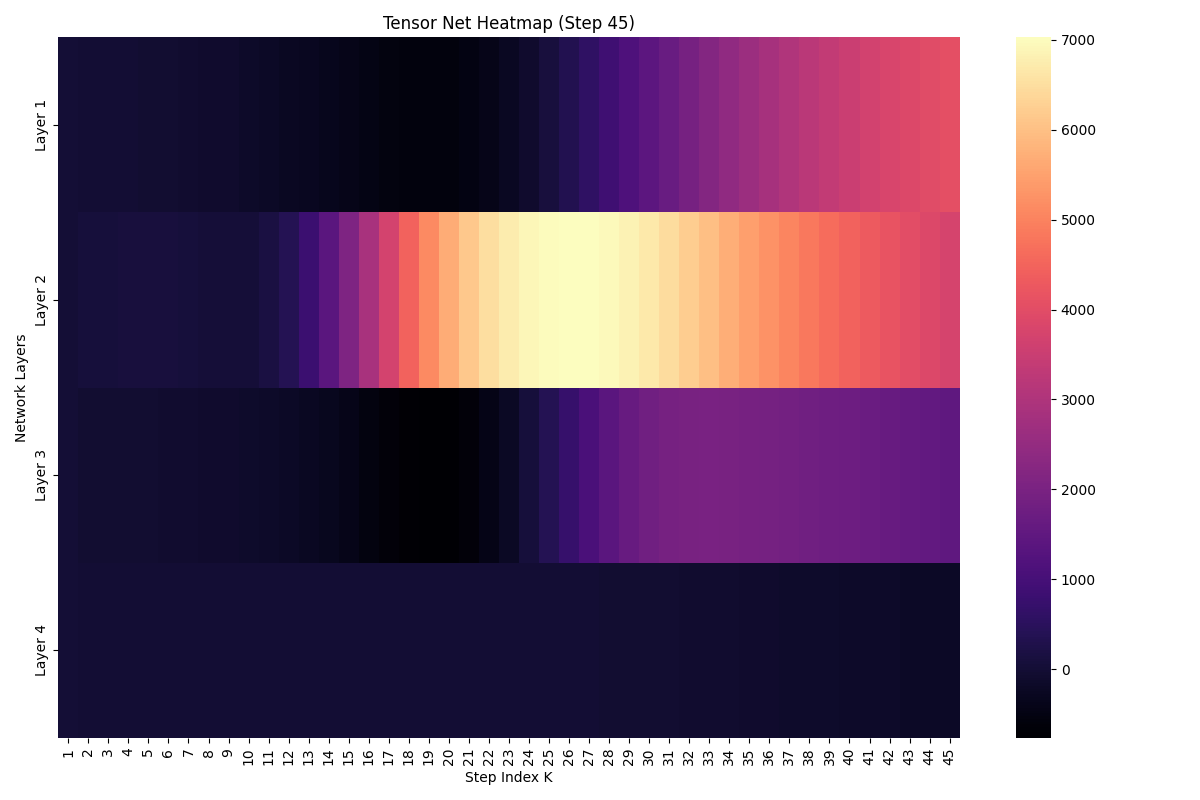 Tensor Net Heatmap (Step 45)
Network Layers
Layer 1
Layer 2
Layer 3
Layer 4
1 2 3 4 5 6 7 8 9 10 11 12 13 14 15 16 17 18 19 20 21 22 23 24 25 26 27 28 29 30 31 32 33 34 35 36 37 38 39 40 41 42 43 44 45
Step Index K
7000
6000
5000
4000
3000
2000
1000
0